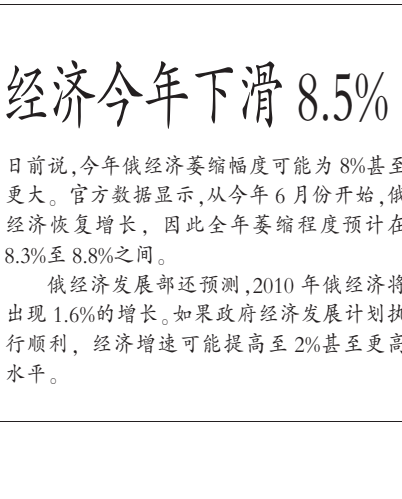 经济今年下滑 8.5%
日前说,今年俄经济萎缩幅度可能为 8%甚至
更大。官方数据显示,从今年 6 月份开始,俄
经济恢复增长，因此全年萎缩程度预计在
8.3%至 8.8%之间。
俄经济发展部还预测,2010 年俄经济将
出现 1.6%的增长。如果政府经济发展计划执
行顺利，经济增速可能提高至 2%甚至更高
水平。